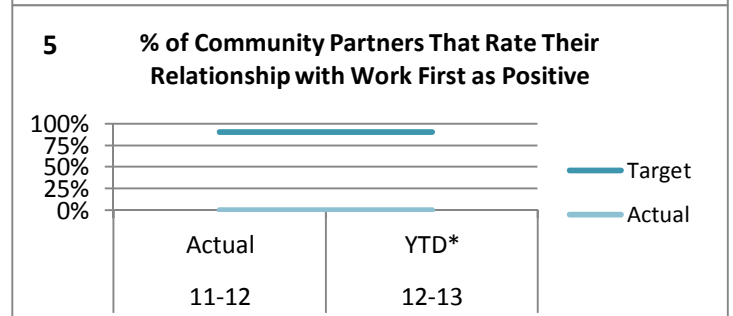 5
% of Community Partners That Rate Their
Relationship with Work First as Positive
100%
75%
50%
25%
0%
Target
Actual
Actual YTD*
11-12 12-13